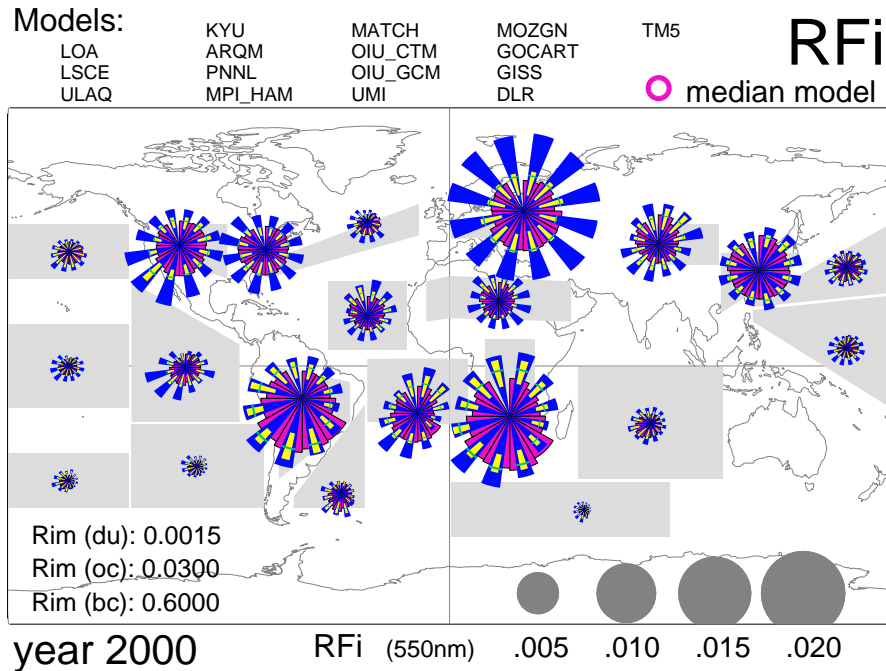 Models:
KYU MATCH MOZGN TM5
LOA ARQM OIU_CTM GOCART
LSCE PNNL OIU_GCM GISS
ULAQ MPI_HAM UMI DLR
RFi
median model
Rim (du): 0.0015
Rim (oc): 0.0300
Rim (bc): 0.6000
year 2000 RFi (550nm) .005 .010 .015 .020